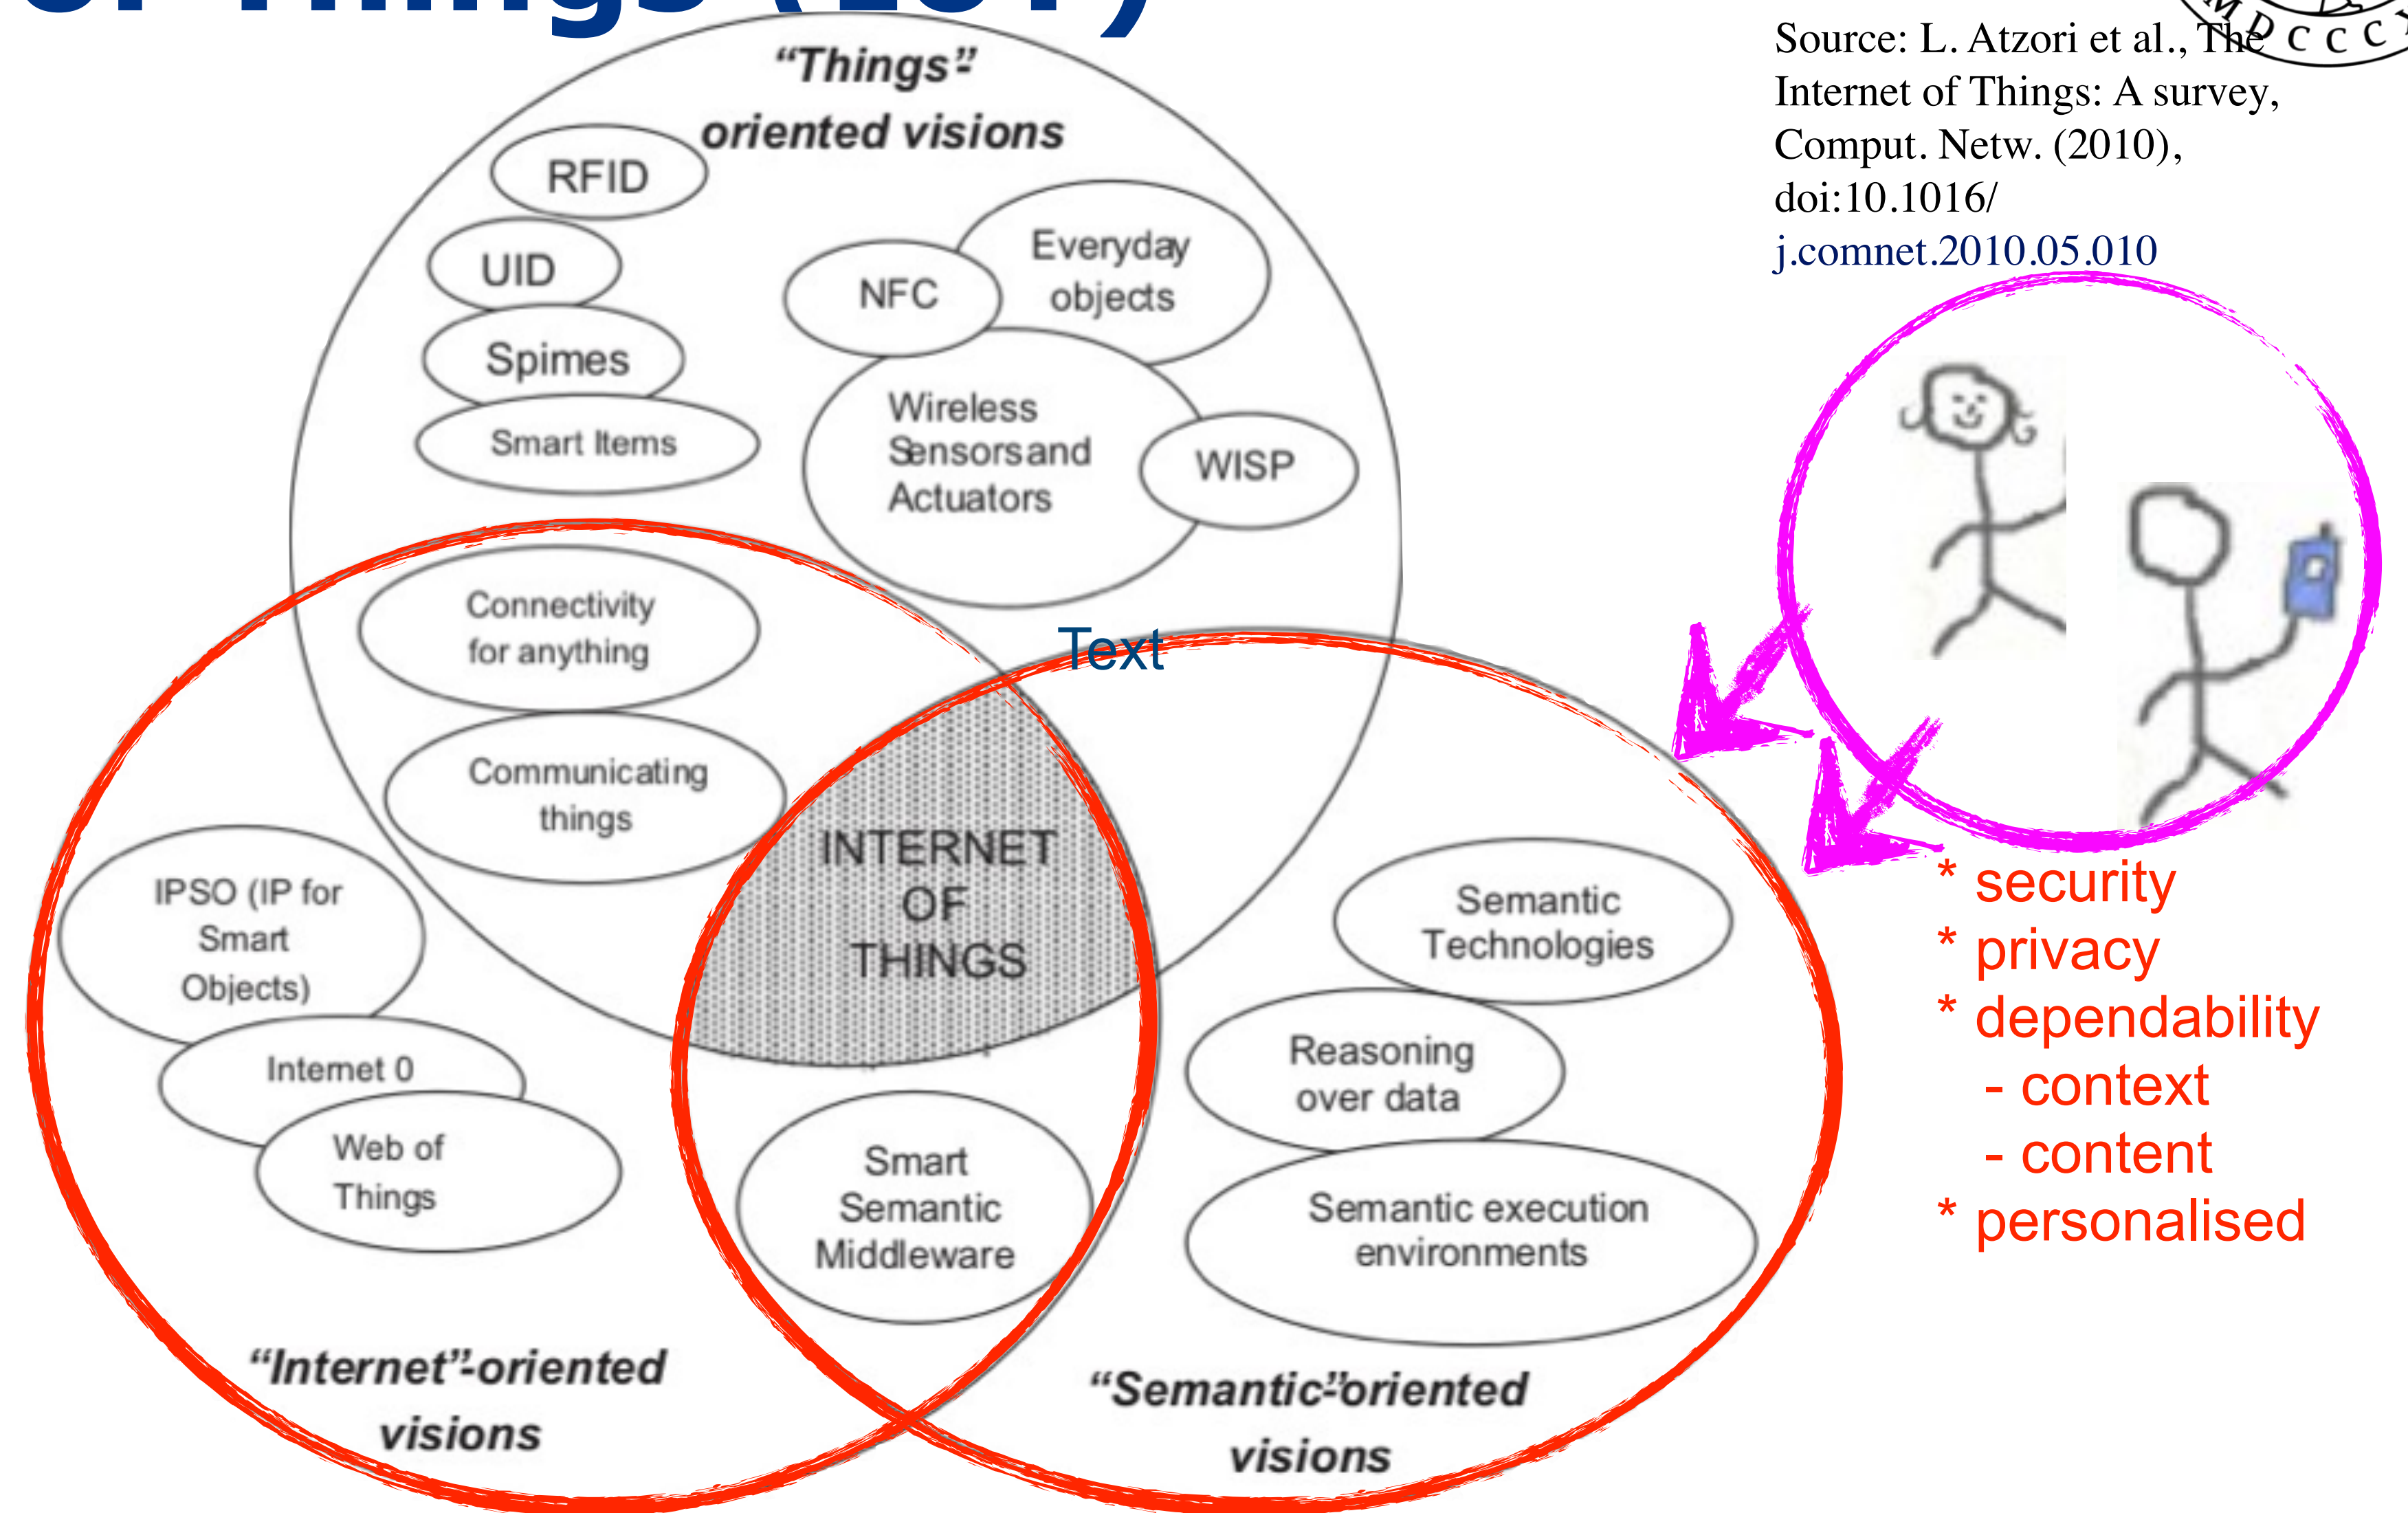 of Things (IoT)
Source: L. Atzori et al., The
Internet of Things: A survey,
Comput. Netw. (2010),
doi:10.1016/
j.comnet.2010.05.010
M D C C C
“Things”-
oriented visions
RFID
UID
Spimes
Smart Items
NFC
Everyday
objects
Wireless
Sensors and
Actuators
WISP
Connectivity
for anything
Communicating
things
Text
INTERNET
OF
THINGS
IPSO (IP for
Smart
Objects)
Internet 0
Web of
Things
Smart
Semantic
Middleware
Semantic
Technologies
Reasoning
over data
Semantic execution
environments
“Internet”-oriented
visions
“Semantic”-oriented
visions
* security
* privacy
* dependability
- context
- content
* personalised